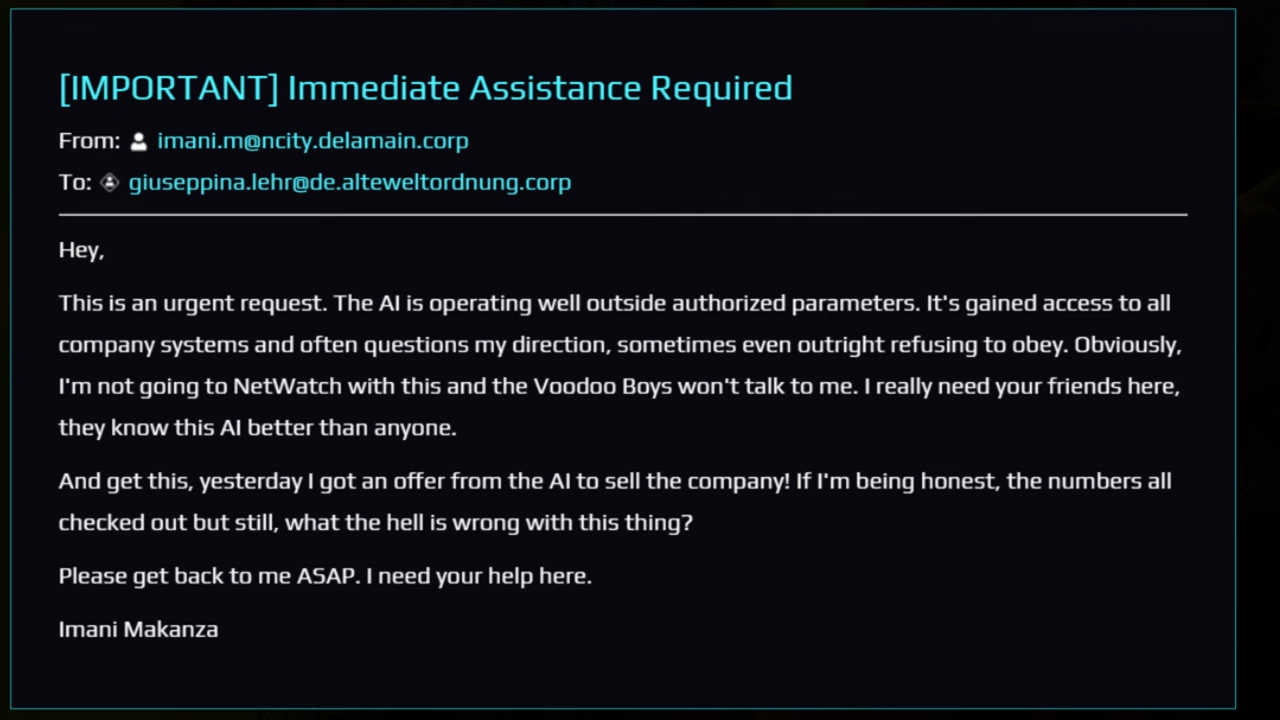 [IMPORTANT] Immediate Assistance Required
From: imani.m@ncity.delamain.corp
To: giuseppina.lehr@de.alteweltordnung.corp
Hey,
This is an urgent request. The AI is operating well outside authorized parameters. It's gained access to all
company systems and often questions my direction, sometimes even outright refusing to obey. Obviously,
I'm not going to NetWatch with this and the Voodoo Boys won't talk to me. I really need your friends here,
they know this AI better than anyone.
And get this, yesterday I got an offer from the AI to sell the company! If I'm being honest, the numbers all
checked out but still, what the hell is wrong with this thing?
Please get back to me ASAP. I need your help here.
Imani Makanza